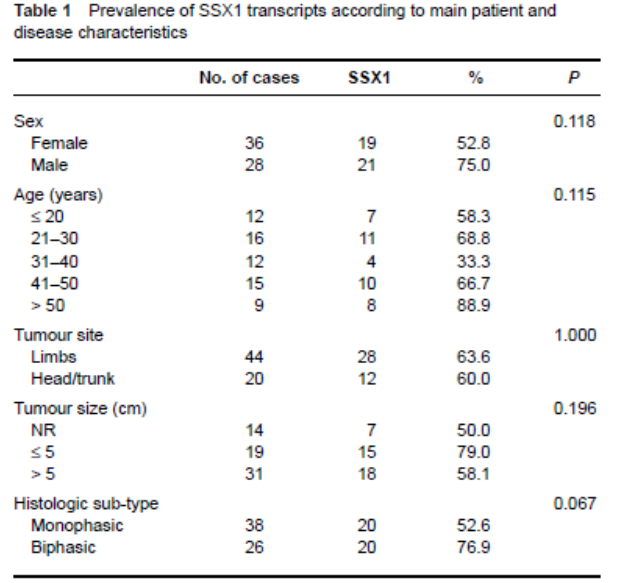 Table 1 Prevalence of SSX1 transcripts according to main patient and
disease characteristics
No. of cases SSX1 % P
Sex 0.118
Female 36 19 52.8
Male 28 21 75.0
Age (years) 0.115
≤ 20 12 7 58.3
21–30 16 11 68.8
31–40 12 4 33.3
41–50 15 10 66.7
> 50 9 8 88.9
Tumour site 1.000
Limbs 44 28 63.6
Head/trunk 20 12 60.0
Tumour size (cm) 0.196
NR 14 7 50.0
≤ 5 19 15 79.0
> 5 31 18 58.1
Histologic sub-type 0.067
Monophasic 38 20 52.6
Biphasic 26 20 76.9